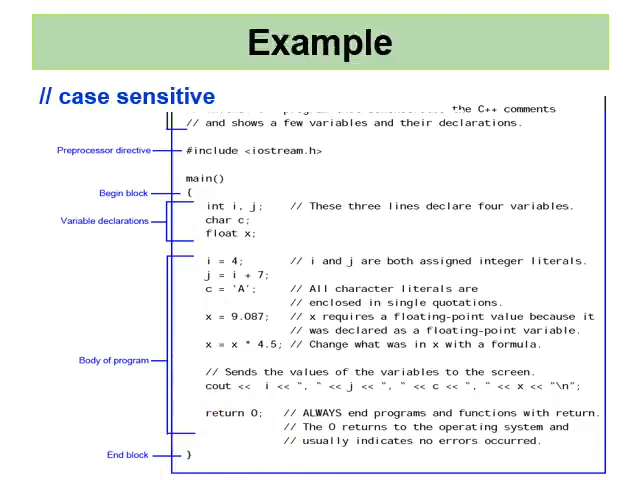 Example
// case sensitive
the C++ comments
// and shows a few variables and their declarations.
Preprocessor directive
#include <iostream.h>
main()
Begin block
{
int i, j; // These three lines declare four variables.
Variable declarations
char c;
float x;
i = 4; // i and j are both assigned integer literals.
j = i + 7;
c = 'A'; // All character literals are
// enclosed in single quotations.
x = 9.087; // x requires a floating-point value because it
// was declared as a floating-point variable.
x = x * 4.5; // Change what was in x with a formula.
Body of program
// Sends the values of the variables to the screen.
cout << i << ", " << j << ", " << c << ", " << x << "\n";
return 0; // ALWAYS end programs and functions with return.
// The 0 returns to the operating system and
// usually indicates no errors occurred.
End block
}